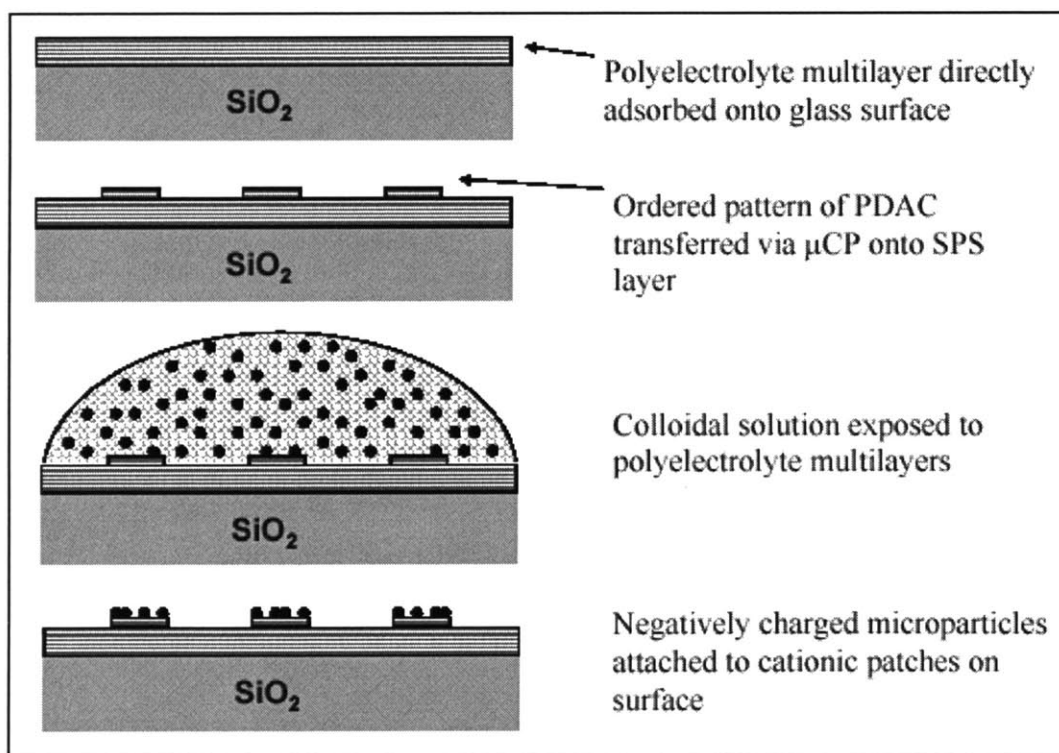 SiO2
Polyelectrolyte multilayer directly
adsorbed onto glass surface
SiO2
Ordered pattern of PDAC
transferred via µCP onto SPS
layer
SiO2
Colloidal solution exposed to
polyelectrolyte multilayers
SiO2
Negatively charged microparticles
attached to cationic patches on
surface